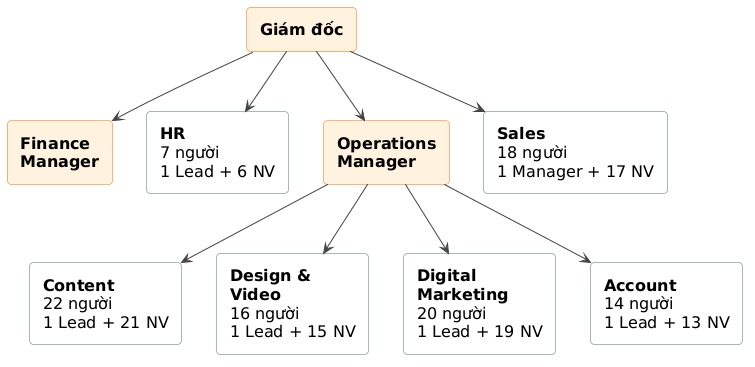 Giám đốc
Finance
Manager
HR
7 người
1 Lead + 6 NV
Operations
Manager
Sales
18 người
1 Manager + 17 NV
Content
22 người
1 Lead + 21 NV
Design &
Video
16 người
1 Lead + 15 NV
Digital
Marketing
20 người
1 Lead + 19 NV
Account
14 người
1 Lead + 13 NV